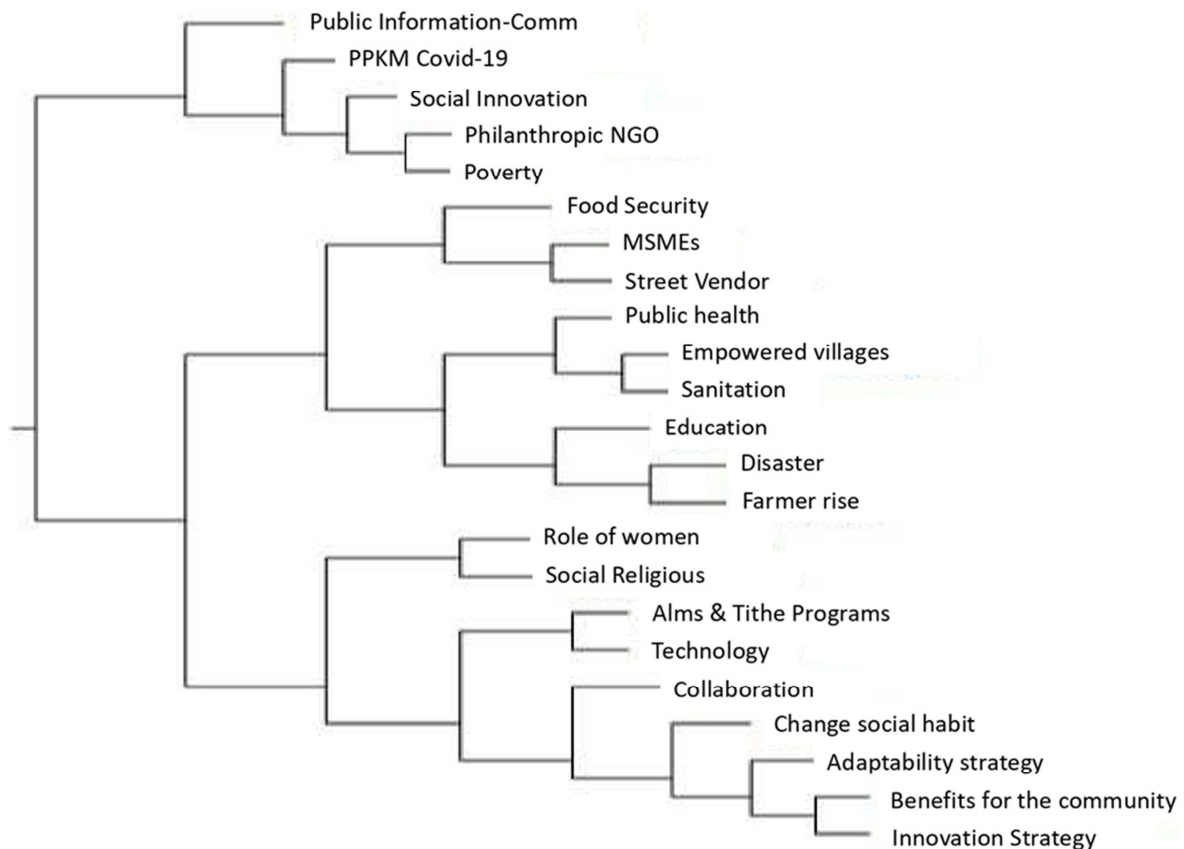 Public Information-Comm
PPKM Covid-19
Social Innovation
Philanthropic NGO
Poverty
Food Security
MSMEs
Street Vendor
Public health
Empowered villages
Sanitation
Education
Disaster
Farmer rise
Role of women
Social Religious
Alms & Tithe Programs
Technology
Collaboration
Change social habit
Adaptability strategy
Benefits for the community
Innovation Strategy